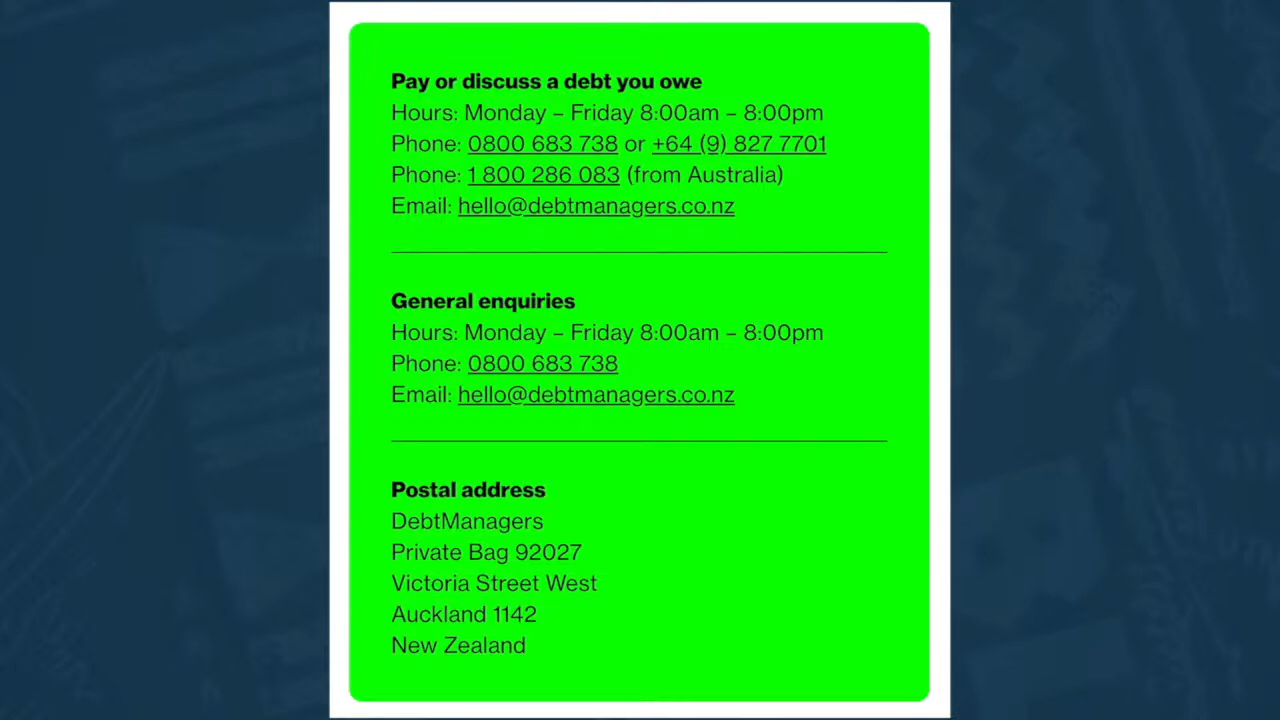 Pay or discuss a debt you owe
Hours: Monday – Friday 8:00am – 8:00pm
Phone: 0800 683 738 or +64 (9) 827 7701
Phone: 1 800 286 083 (from Australia)
Email: hello@debtmanagers.co.nz
General enquiries
Hours: Monday – Friday 8:00am – 8:00pm
Phone: 0800 683 738
Email: hello@debtmanagers.co.nz
Postal address
DebtManagers
Private Bag 92027
Victoria Street West
Auckland 1142
New Zealand